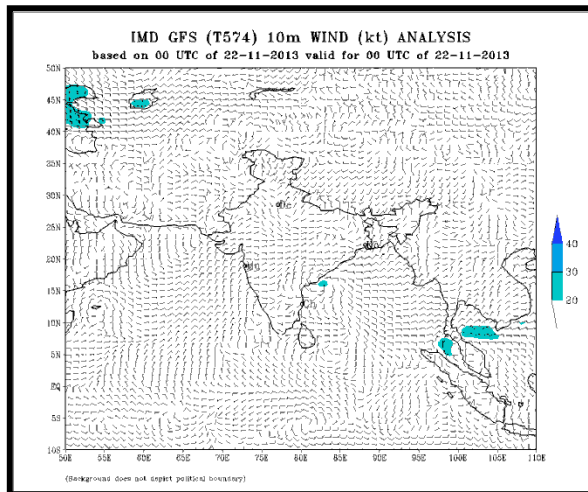 IMD GFS (T574) 10m WIND (kt) ANALYSIS
based on 00 UTC of 22-11-2013 valid for 00 UTC of 22-11-2013
50N
45N
40N
35N
30N
25N
20N
15N
10N
5N
EQ
5S
10S
50E 55E 60E 65E 70E 75E 80E 85E 90E 95E 100E 105E 110E
40
30
20
(Background does not depict political boundary)